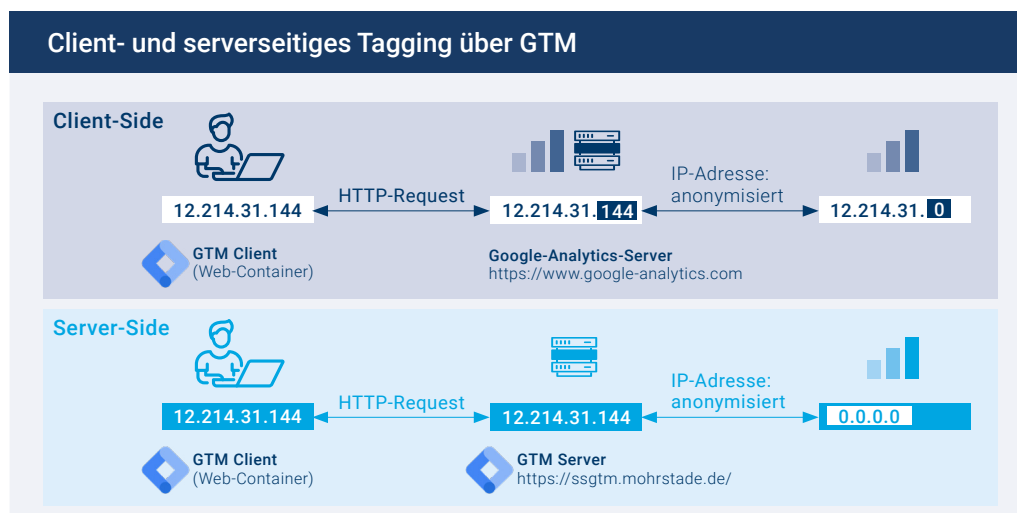 Client- und serverseitiges Tagging über GTM
Client-Side
12.214.31.144
HTTP-Request
12.214.31.144
IP-Adresse:
anonymisiert
12.214.31.0
GTM Client
(Web-Container)
Google-Analytics-Server
https://www.google-analytics.com
Server-Side
12.214.31.144
HTTP-Request
12.214.31.144
IP-Adresse:
anonymisiert
0.0.0.0
GTM Client
(Web-Container)
GTM Server
https://ssgtm.mohrstade.de/